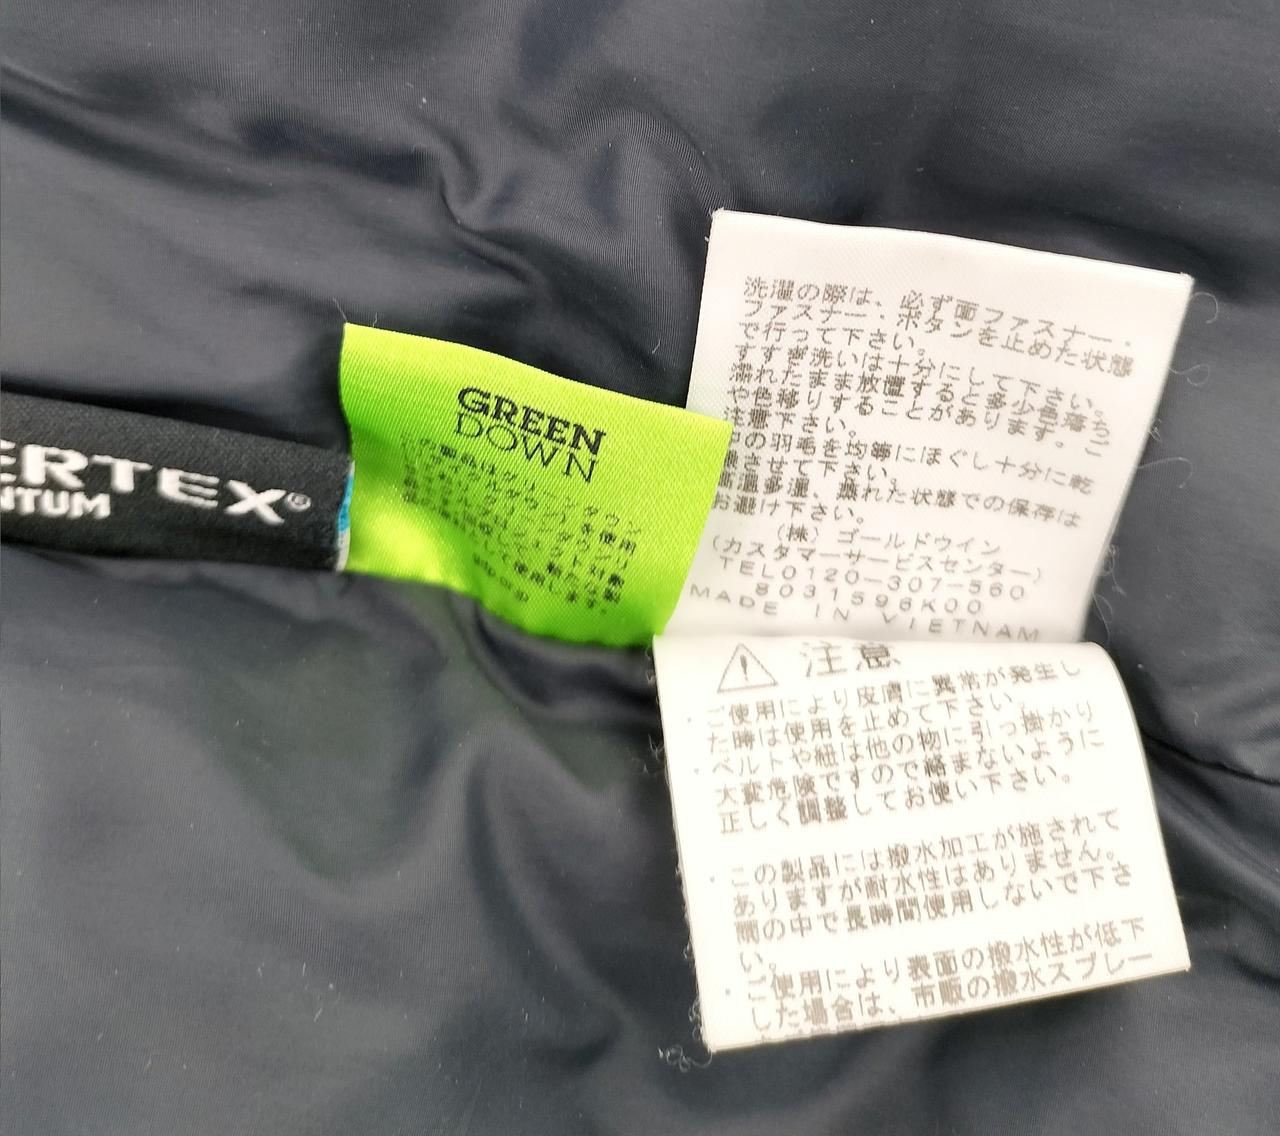 ERTEX®
NTUM
GREEN
DOWN
洗濯の際は、必ず面ファスナー・
ファスナー・ボタンを止めた状態
で行って下さい。
すすぎ洗いは十分にして下さい。
濡れたまま放置すると多少色落ち
や色移りすることがあります。ご
注意下さい。
の羽毛を均等にほぐし十分に乾
燥させて下さい。
高温多湿、濡れた状態での保存は
お避け下さい。
(株)ゴールドウイン
(カスタマーサービスセンター)
TEL0120-307-560
8031596K00
MADE IN VIETNAM
注意
ご使用により皮膚に異常が発生し
た時は使用を止めて下さい。
ベルトや紐は他の物に引っ掛かり
大変危険ですので絡まないように
正しく調整してお使い下さい。
この製品には撥水加工が施されて
ありますが耐水性はありません。
の中で長時間使用しないで下さ
い。
ご使用により表面の撥水性が低下
した場合は、市販の撥水スプレー